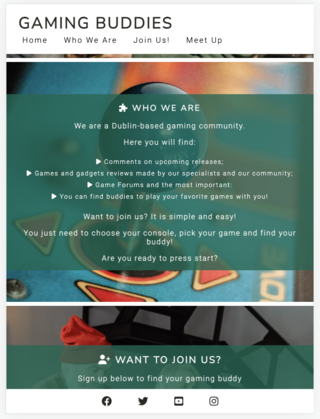 GAMING BUDDIES
Home Who We Are Join Us! Meet Up
WHO WE ARE
We are a Dublin-based gaming community.
Here you will find:
Comments on upcoming releases;
Games and gadgets reviews made by our specialists and our community;
Game Forums and the most important:
You can find buddies to play your favorite games with you!
Want to join us? It is simple and easy!
You just need to choose your console, pick your game and find your
buddy!
Are you ready to press start?
WANT TO JOIN US?
Sign up below to find your gaming buddy